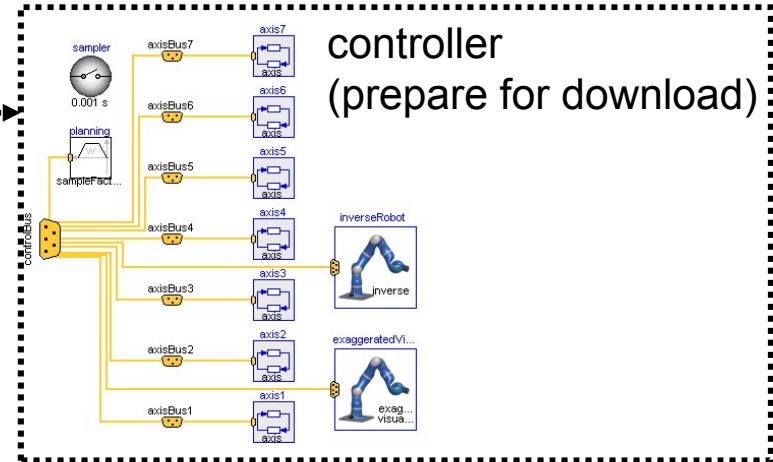 controller
(prepare for download)
sampler
0.001 s
planning
sampleFact...
controlBus
axisBus7
axis7
axis
axisBus6
axis6
axis
axisBus5
axis5
axis
axisBus4
axis4
axis
axisBus3
axis3
axis
axisBus2
axis2
axis
axisBus1
axis1
axis
inverseRobot
inverse
exaggeratedVi...
exag...
visua...